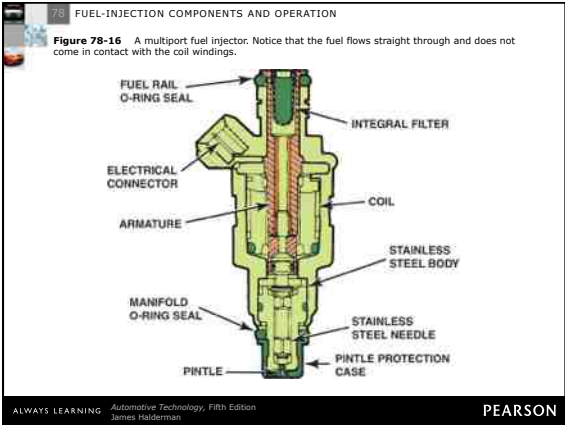 78 FUEL-INJECTION COMPONENTS AND OPERATION
Figure 78-16 A multiport fuel injector. Notice that the fuel flows straight through and does not
come in contact with the coil windings.
FUEL RAIL
O-RING SEAL
INTEGRAL FILTER
ELECTRICAL
CONNECTOR
COIL
ARMATURE
STAINLESS
STEEL BODY
MANIFOLD
O-RING SEAL
STAINLESS
STEEL NEEDLE
PINTLE
PINTLE PROTECTION
CASE
ALWAYS LEARNING
Automotive Technology, Fifth Edition
James Halderman
PEARSON